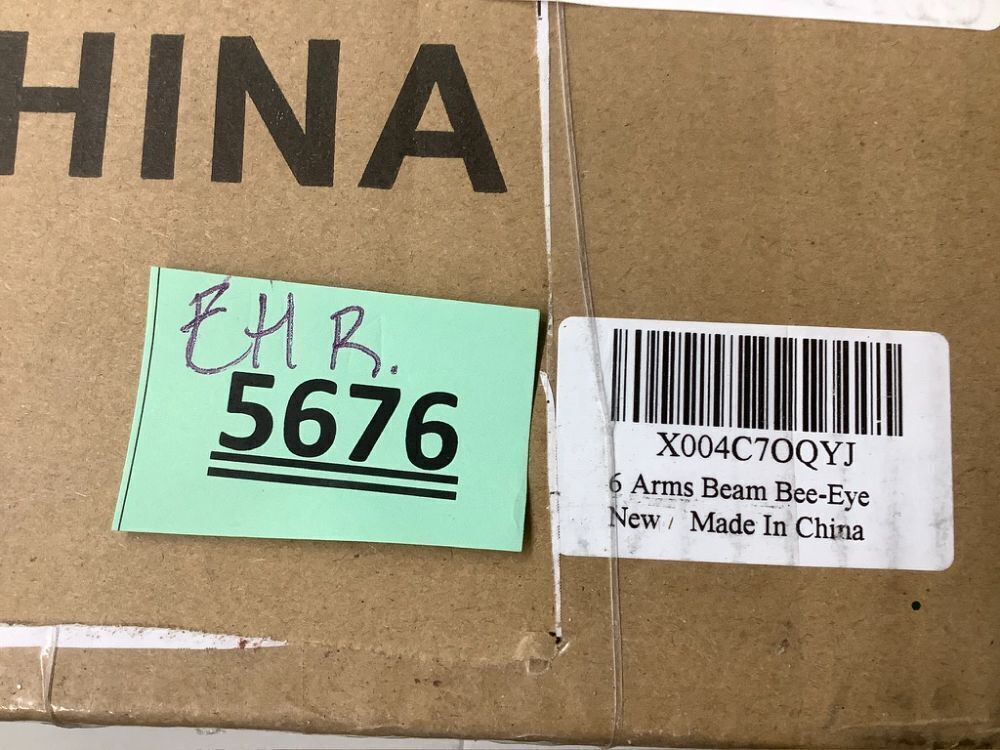 HINA
EHR.
5676
X004C7OQYJ
6 Arms Beam Bee-Eye
New / Made In China